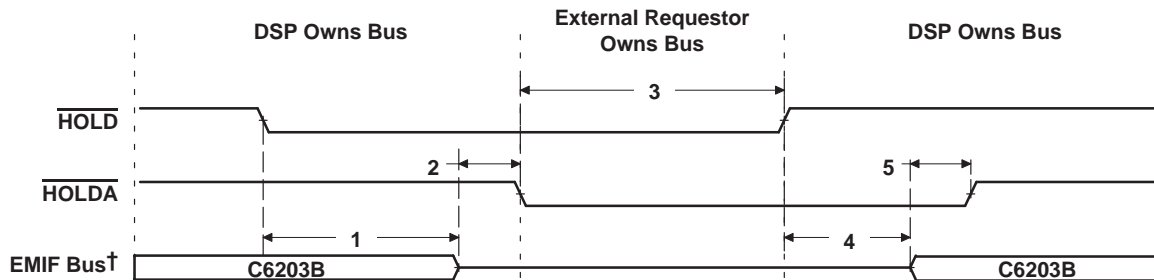 DSP Owns Bus
External Requestor
Owns Bus
DSP Owns Bus
3
HOLD
2
5
HOLDA
1
4
EMIF Bus†
C6203B
C6203B